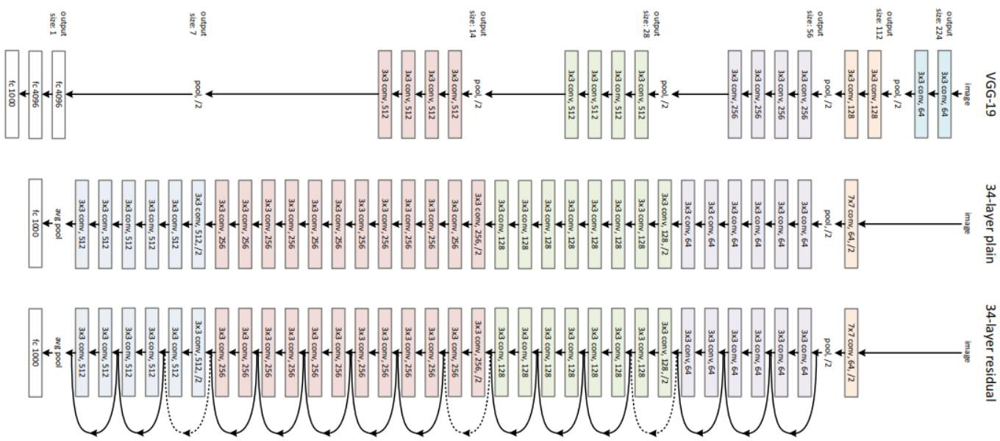 output
size: 224
output
size: 112
output
size: 56
output
size: 28
output
size: 14
output
size: 7
output
size: 1
VGG-19
image
3x3 conv, 64
3x3 conv, 64
pool, /2
3x3 conv, 128
3x3 conv, 128
pool, /2
3x3 conv, 256
3x3 conv, 256
3x3 conv, 256
3x3 conv, 256
pool, /2
3x3 conv, 512
3x3 conv, 512
3x3 conv, 512
3x3 conv, 512
pool, /2
3x3 conv, 512
3x3 conv, 512
3x3 conv, 512
3x3 conv, 512
pool, /2
fc 4096
fc 4096
fc 1000
34-layer plain
image
7x7 conv, 64, /2
pool, /2
3x3 conv, 64
3x3 conv, 64
3x3 conv, 64
3x3 conv, 64
3x3 conv, 64
3x3 conv, 64
3x3 conv, 128, /2
3x3 conv, 128
3x3 conv, 128
3x3 conv, 128
3x3 conv, 128
3x3 conv, 128
3x3 conv, 128
3x3 conv, 128
3x3 conv, 256, /2
3x3 conv, 256
3x3 conv, 256
3x3 conv, 256
3x3 conv, 256
3x3 conv, 256
3x3 conv, 256
3x3 conv, 256
3x3 conv, 256
3x3 conv, 256
3x3 conv, 256
3x3 conv, 256
3x3 conv, 512, /2
3x3 conv, 512
3x3 conv, 512
3x3 conv, 512
3x3 conv, 512
3x3 conv, 512
avg pool
fc 1000
34-layer residual
image
7x7 conv, 64, /2
pool, /2
3x3 conv, 64
3x3 conv, 64
3x3 conv, 64
3x3 conv, 64
3x3 conv, 64
3x3 conv, 64
3x3 conv, 128, /2
3x3 conv, 128
3x3 conv, 128
3x3 conv, 128
3x3 conv, 128
3x3 conv, 128
3x3 conv, 128
3x3 conv, 128
3x3 conv, 256, /2
3x3 conv, 256
3x3 conv, 256
3x3 conv, 256
3x3 conv, 256
3x3 conv, 256
3x3 conv, 256
3x3 conv, 256
3x3 conv, 256
3x3 conv, 256
3x3 conv, 256
3x3 conv, 256
3x3 conv, 512, /2
3x3 conv, 512
3x3 conv, 512
3x3 conv, 512
3x3 conv, 512
3x3 conv, 512
avg pool
fc 1000